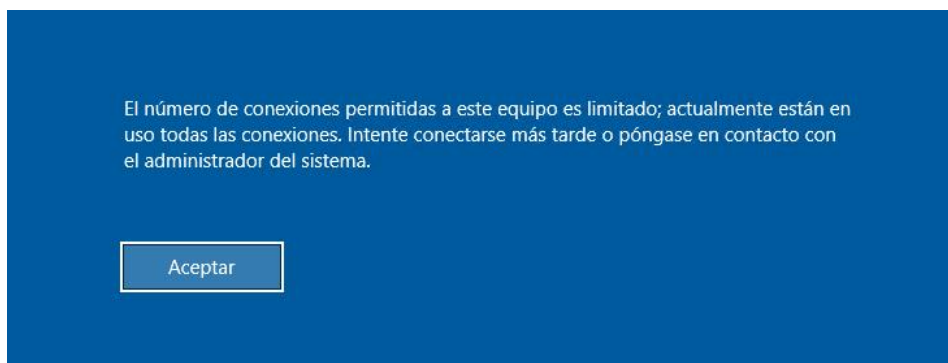 El número de conexiones permitidas a este equipo es limitado; actualmente están en
uso todas las conexiones. Intente conectarse más tarde o póngase en contacto con
el administrador del sistema.
Aceptar